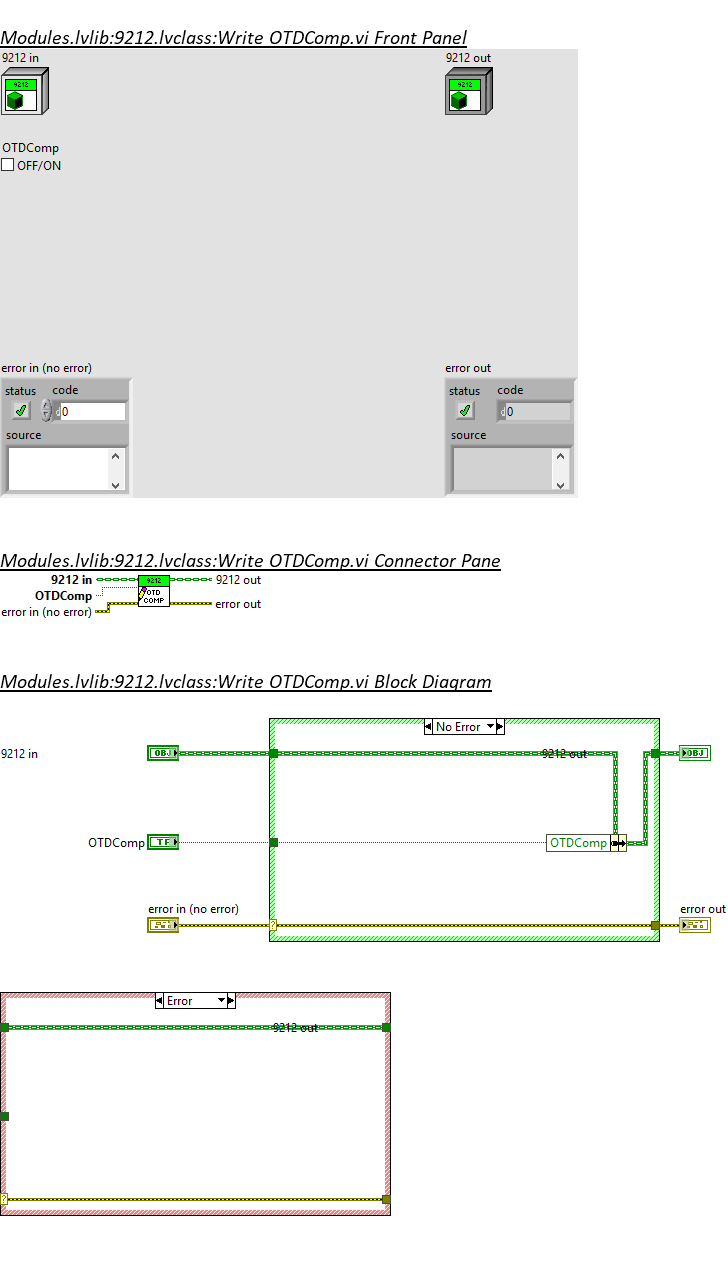 Modules.lvlib:9212.lvclass:Write OTDComp.vi Front Panel
9212 in
9212 out
9212
9212
OTDComp
OFF/ON
error in (no error)
error out
status code
status code
d 0
d 0
source
source
Modules.lvlib:9212.lvclass:Write OTDComp.vi Connector Pane
9212 in
9212
9212 out
OTDComp
OTD
COMP
error in (no error)
error out
Modules.lvlib:9212.lvclass:Write OTDComp.vi Block Diagram
No Error
9212 in
OBJ
9212 out
OBJ
OTDComp
TF
OTDComp
error in (no error)
error out
?
Error
9212 out
?